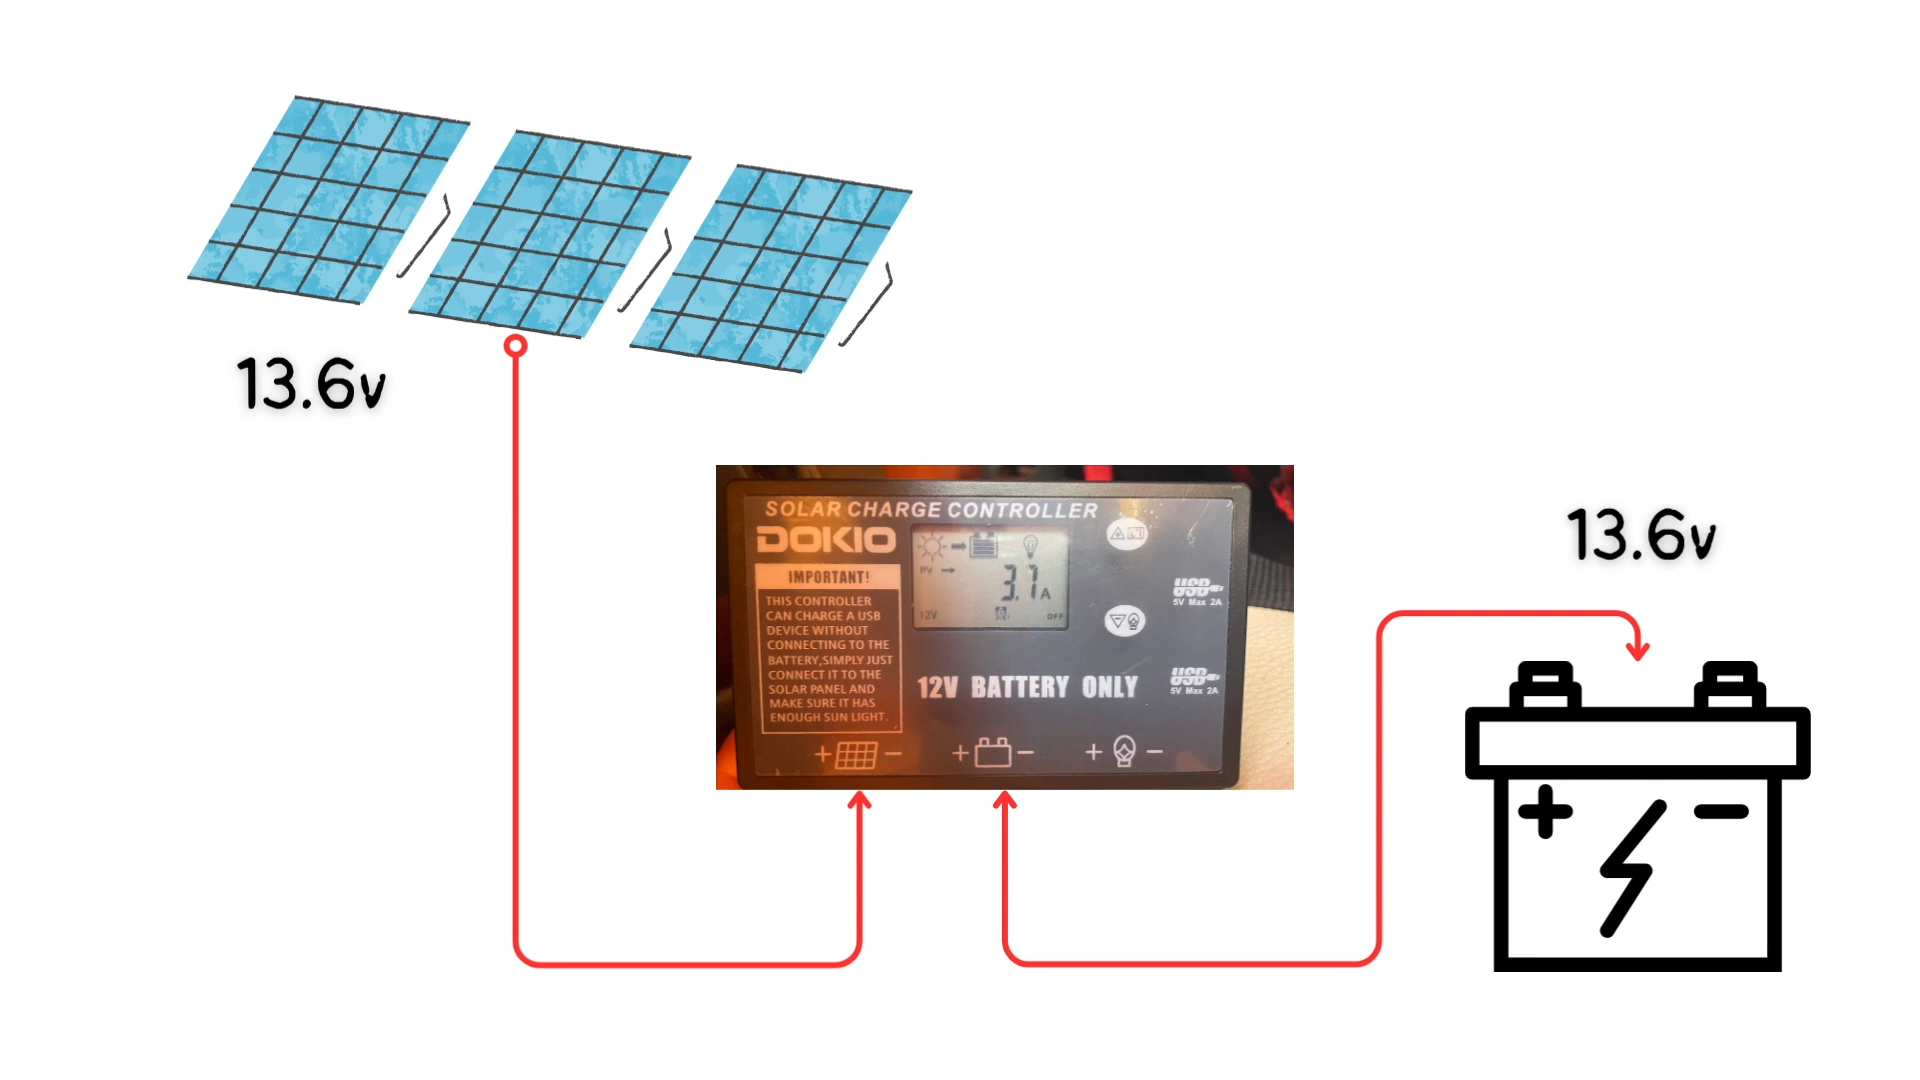 13.6v
SOLAR CHARGE CONTROLLER
DOKIO
IMPORTANT!
THIS CONTROLLER
CAN CHARGE A USB
DEVICE WITHOUT
CONNECTING TO THE
BATTERY,SIMPLY JUST
CONNECT IT TO THE
SOLAR PANEL AND
MAKE SURE IT HAS
ENOUGH SUN LIGHT.
PV
3.7 A
12V
OFF
USB
5V Max 2A
12V BATTERY ONLY
USB
5V Max 2A
+ −
+ −
+ −
13.6v
+ −